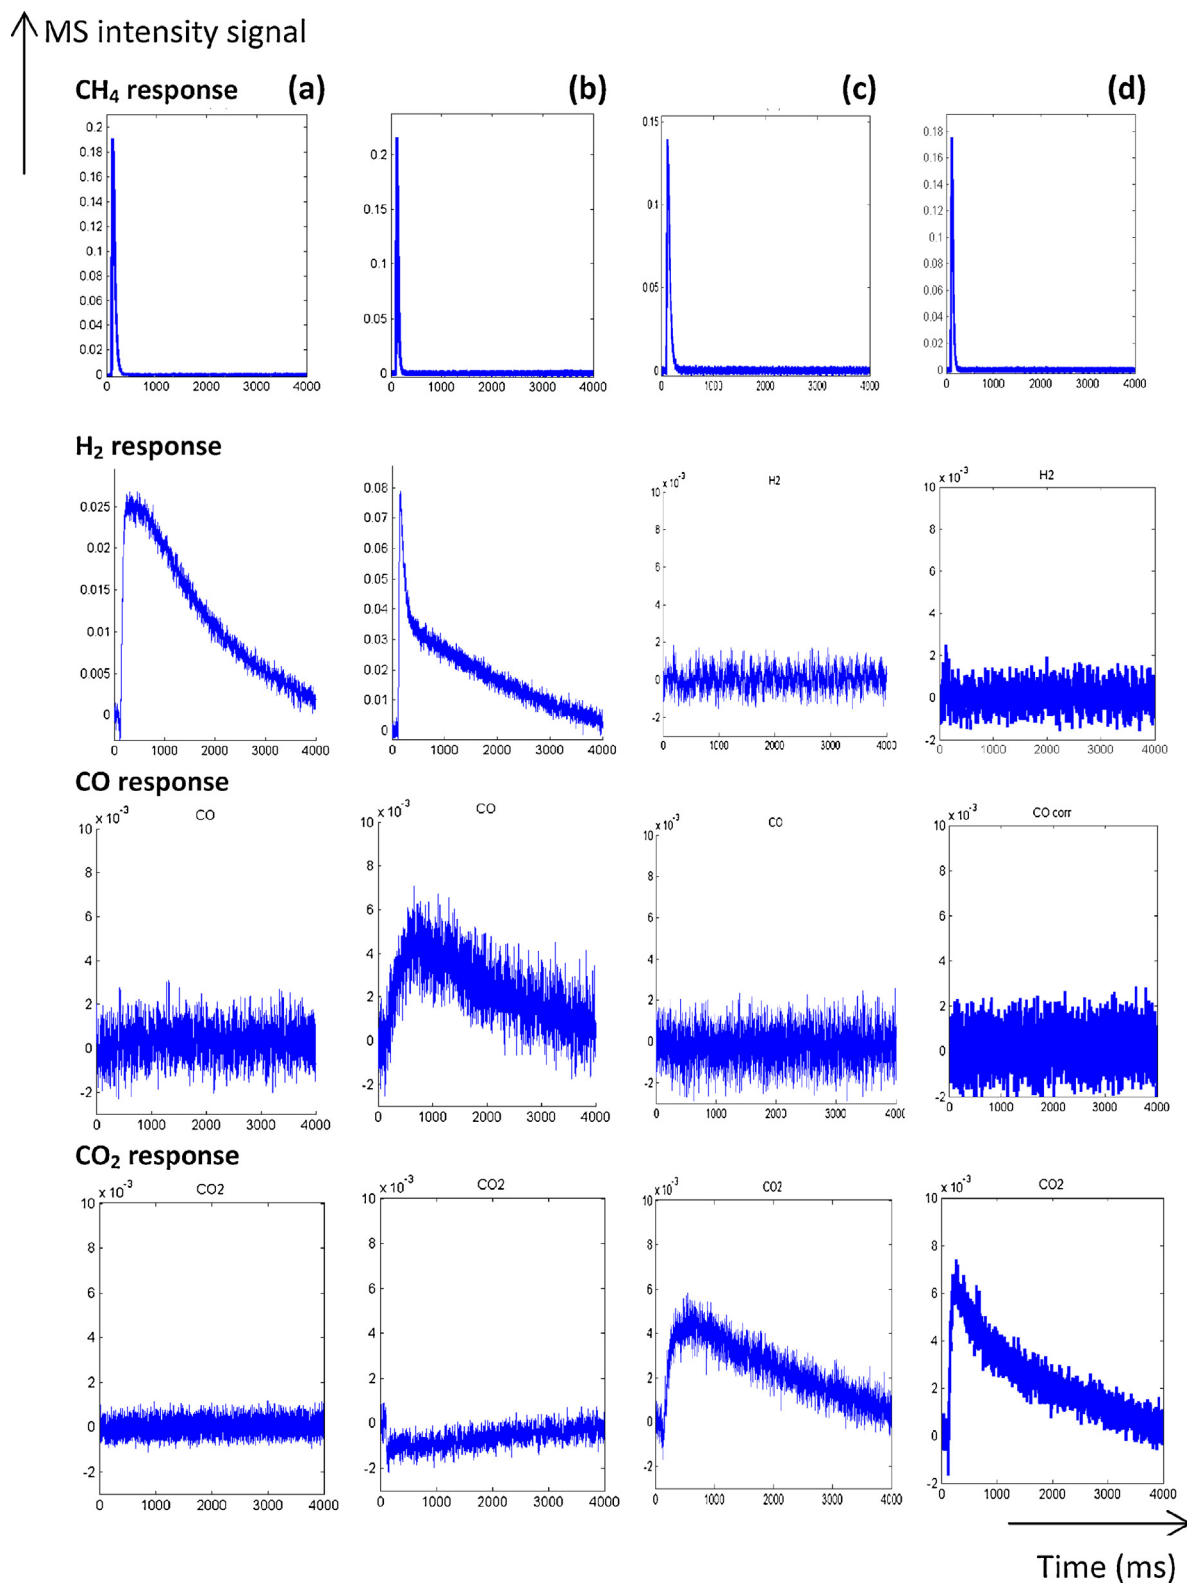 MS intensity signal
CH₄ response (a) (b) (c) (d)
0.2 0.18 0.16 0.14 0.12 0.1 0.08 0.06 0.04 0.02 0
0 1000 2000 3000 4000
0.2 0.15 0.1 0.05 0
0 1000 2000 3000 4000
0.15 0.1 0.05 0
0 1000 2000 3000 4000
0.18 0.16 0.14 0.12 0.1 0.08 0.06 0.04 0.02 0
0 1000 2000 3000 4000
H₂ response
0.025 0.02 0.015 0.01 0.005 0
0 1000 2000 3000 4000
0.08 0.07 0.06 0.05 0.04 0.03 0.02 0.01 0
0 1000 2000 3000 4000
x 10⁻³ H2
10 8 6 4 2 0 -2
0 1000 2000 3000 4000
x 10⁻³ H2
10 8 6 4 2 0 -2
0 1000 2000 3000 4000
CO response
x 10⁻³ CO
10 8 6 4 2 0 -2
0 1000 2000 3000 4000
x 10⁻³ CO
10 8 6 4 2 0 -2
0 1000 2000 3000 4000
x 10⁻³ CO
10 8 6 4 2 0 -2
0 1000 2000 3000 4000
x 10⁻³ CO corr
10 8 6 4 2 0 -2
0 1000 2000 3000 4000
CO₂ response
x 10⁻³ CO2
10 8 6 4 2 0 -2
0 1000 2000 3000 4000
x 10⁻³ CO2
10 8 6 4 2 0 -2
0 1000 2000 3000 4000
x 10⁻³ CO2
10 8 6 4 2 0 -2
0 1000 2000 3000 4000
x 10⁻³ CO2
10 8 6 4 2 0 -2
0 1000 2000 3000 4000
Time (ms)